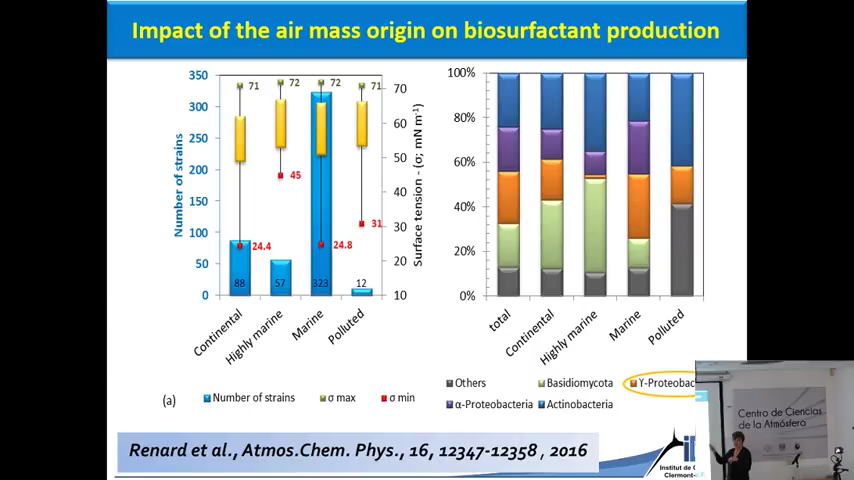 Impact of the air mass origin on biosurfactant production
350
300
250
200
150
100
50
0
Number of strains
71
72
72
71
45
31
24.4
24.8
88
57
323
12
70
60
50
40
30
20
10
Surface tension - (σ; mN m⁻¹)
Continental
Highly marine
Marine
Polluted
(a)
Number of strains
σ max
σ min
100%
80%
60%
40%
20%
0%
total
Continental
Highly marine
Marine
Polluted
Others
Basidiomycota
Υ-Proteobac
α-Proteobacteria
Actinobacteria
Renard et al., Atmos.Chem. Phys., 16, 12347-12358 , 2016
Institut de C
Clermont-
Centro de Ciencias
de la Atmósfera